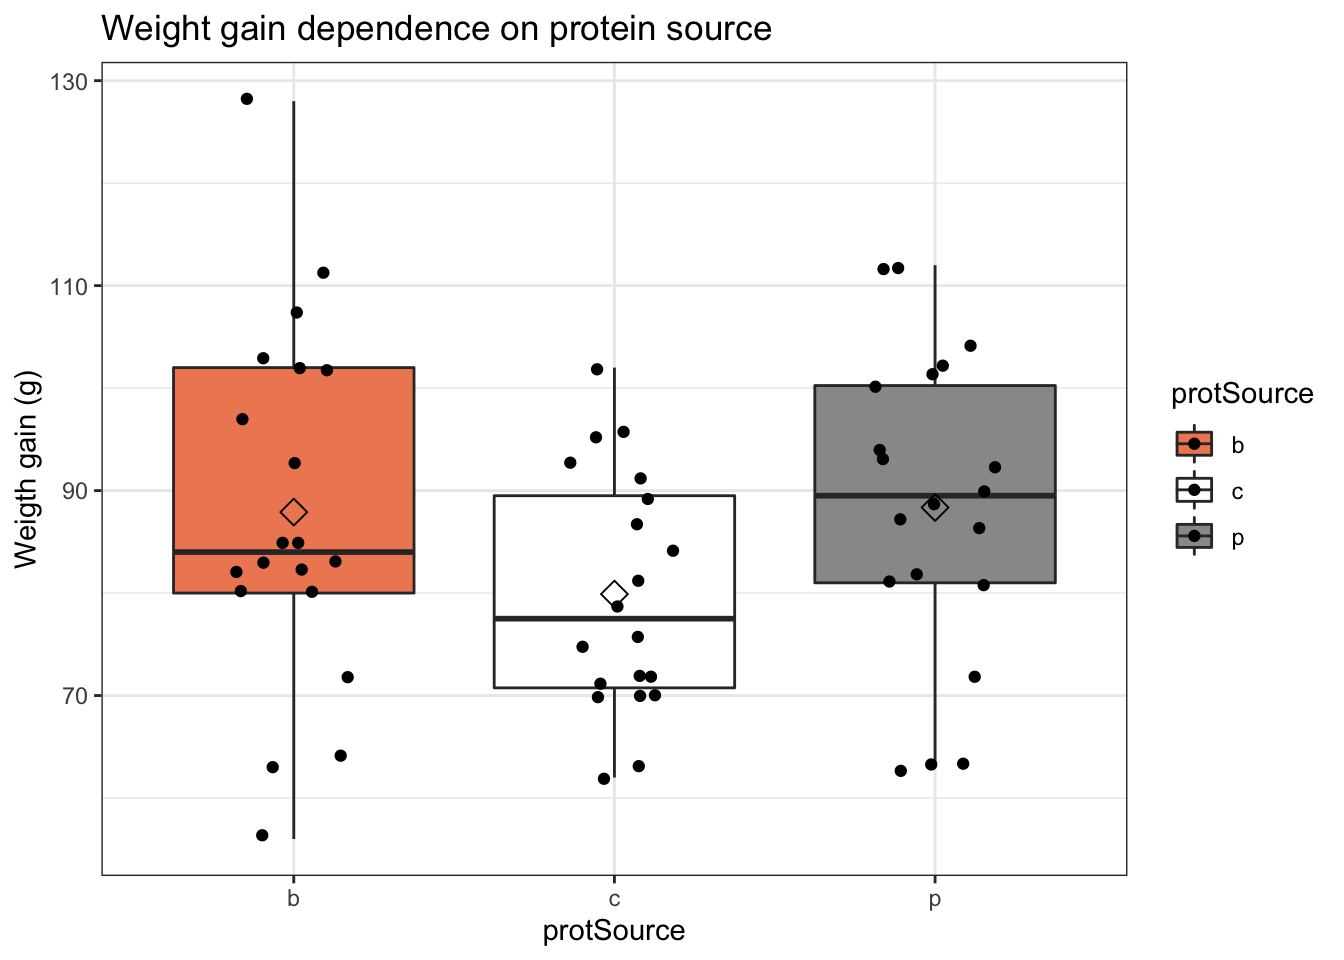 Weight gain dependence on protein source
130
110
90
70
Weigth gain (g)
b
c
p
protSource
protSource
b
c
p